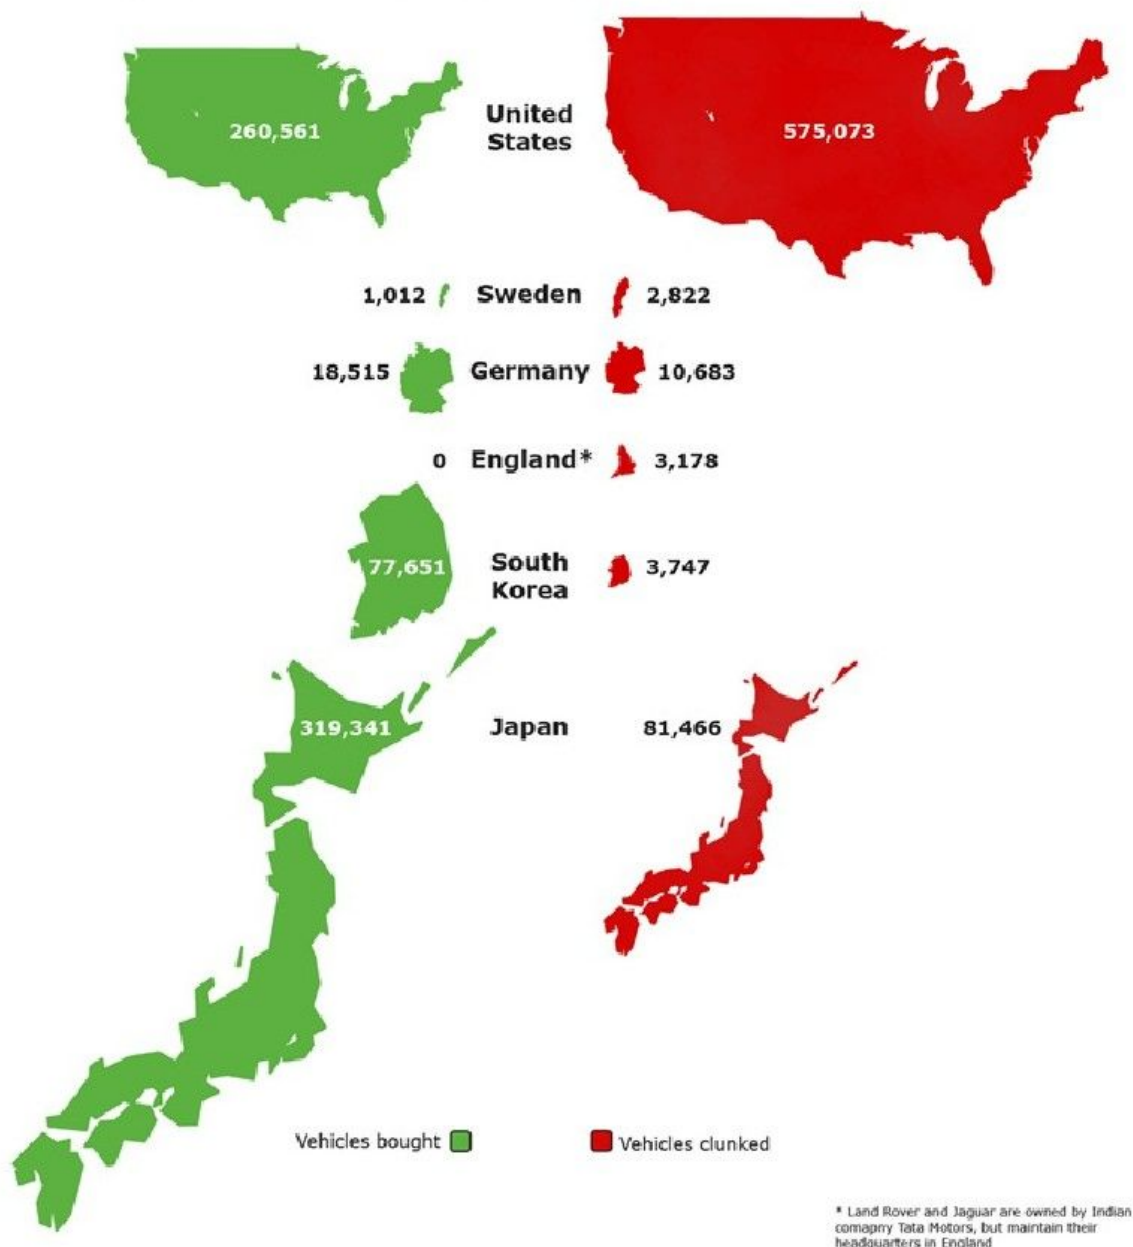 260,561
United
States
575,073
1,012 Sweden 2,822
18,515 Germany 10,683
0 England* 3,178
77,651
South
Korea
3,747
319,341 Japan 81,466
Vehicles bought
Vehicles clunked
* Land Rover and Jaguar are owned by Indian
comapny Tata Motors, but maintain their
headquarters in England